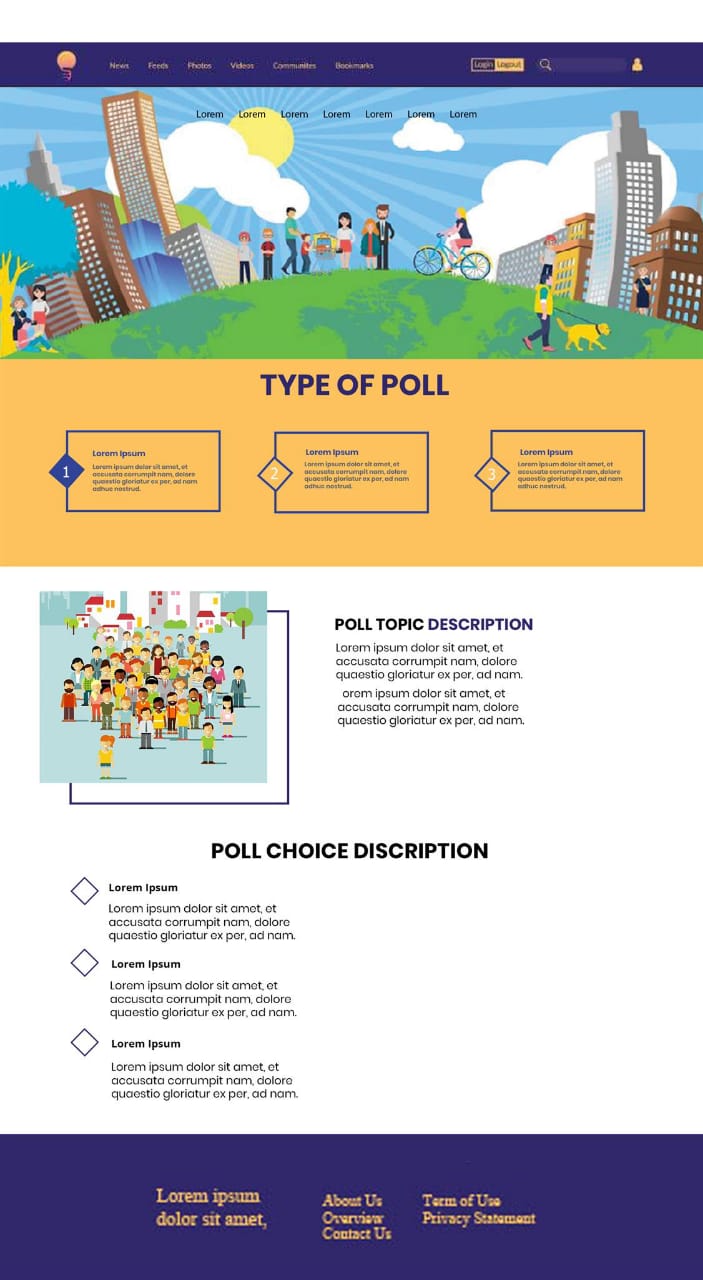 News Feeds Photos Videos Communites Bookmarks Login Logout
Lorem Lorem Lorem Lorem Lorem Lorem Lorem
TYPE OF POLL
1
Lorem Ipsum
Lorem ipsum dolor sit amet, et
accusata corrumpit nam, dolore
quaestio gloriatur ex per, ad nam
adhuc nostrud.
2
Lorem Ipsum
Lorem ipsum dolor sit amet, et
accusata corrumpit nam, dolore
quaestio gloriatur ex per, ad nam
adhuc nostrud.
3
Lorem Ipsum
Lorem ipsum dolor sit amet, et
accusata corrumpit nam, dolore
quaestio gloriatur ex per, ad nam
adhuc nostrud.
POLL TOPIC DESCRIPTION
Lorem ipsum dolor sit amet, et
accusata corrumpit nam, dolore
quaestio gloriatur ex per, ad nam.
orem ipsum dolor sit amet, et
accusata corrumpit nam, dolore
quaestio gloriatur ex per, ad nam.
POLL CHOICE DISCRIPTION
Lorem Ipsum
Lorem ipsum dolor sit amet, et
accusata corrumpit nam, dolore
quaestio gloriatur ex per, ad nam.
Lorem Ipsum
Lorem ipsum dolor sit amet, et
accusata corrumpit nam, dolore
quaestio gloriatur ex per, ad nam.
Lorem Ipsum
Lorem ipsum dolor sit amet, et
accusata corrumpit nam, dolore
quaestio gloriatur ex per, ad nam.
Lorem ipsum
dolor sit amet,
About Us
Overview
Contact Us
Term of Use
Privacy Statement